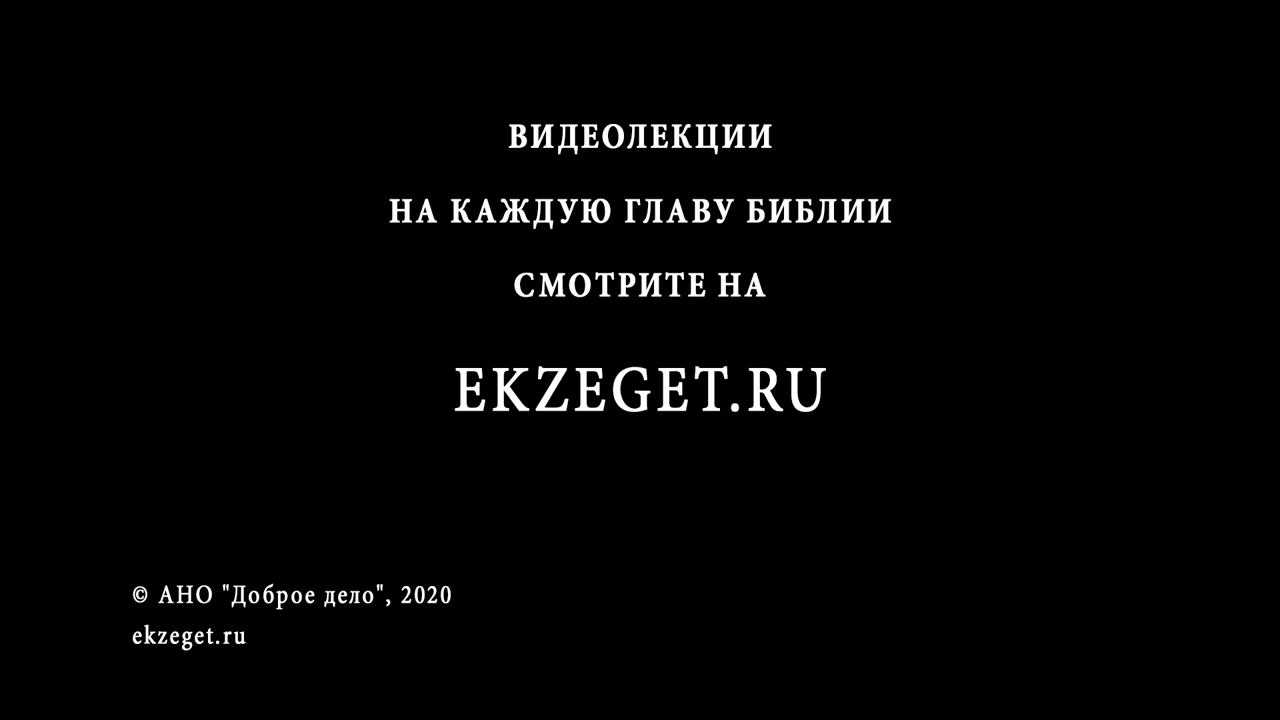 ВИДЕОЛЕКЦИИ
НА КАЖДУЮ ГЛАВУ БИБЛИИ
СМОТРИТЕ НА
EKZEGET.RU
© АНО "Доброе дело", 2020
ekzeget.ru